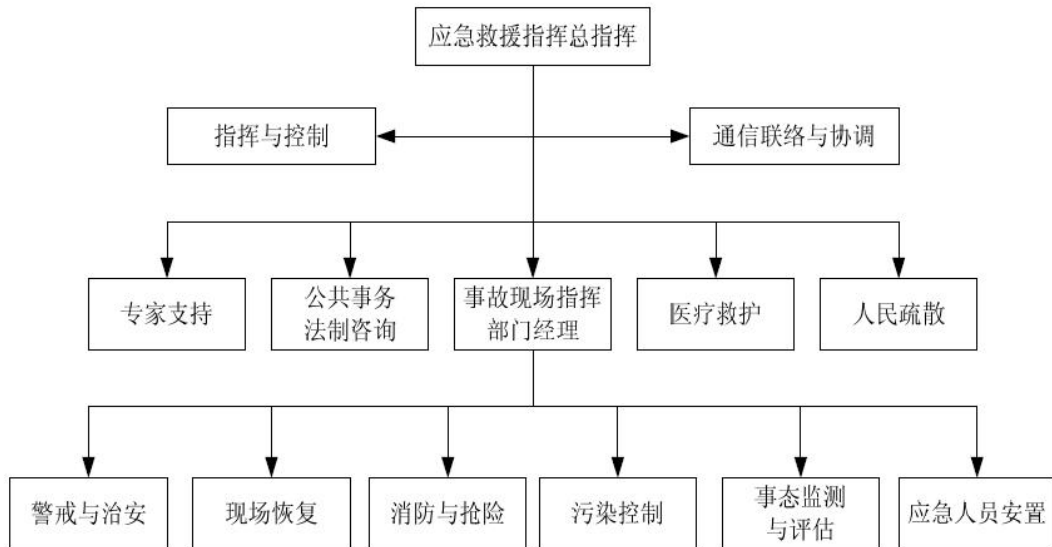 应急救援指挥总指挥
指挥与控制
通信联络与协调
专家支持
公共事务
法制咨询
事故现场指挥
部门经理
医疗救护
人民疏散
警戒与治安
现场恢复
消防与抢险
污染控制
事态监测
与评估
应急人员安置